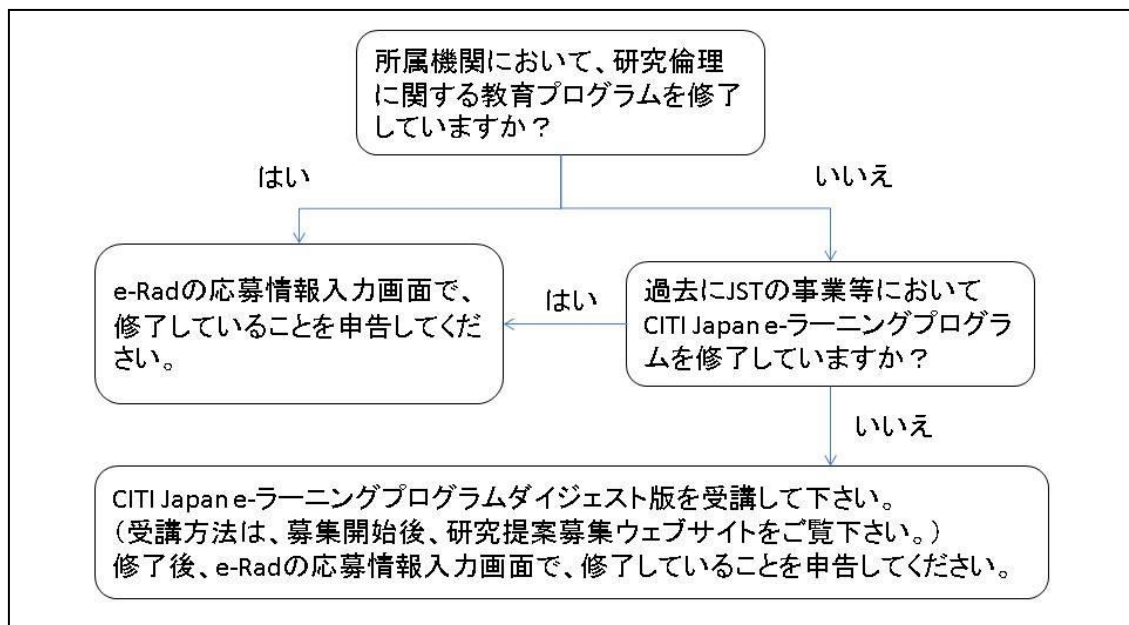 所属機関において、研究倫理
に関する教育プログラムを修了
していますか？
はい
いいえ
e-Radの応募情報入力画面で、
修了していることを申告してくだ
さい。
はい
過去にJSTの事業等において
CITI Japan e-ラーニングプログラ
ムを修了していますか？
いいえ
CITI Japan e-ラーニングプログラムダイジェスト版を受講して下さい。
（受講方法は、募集開始後、研究提案募集ウェブサイトをご覧下さい。）
修了後、e-Radの応募情報入力画面で、修了していることを申告してください。